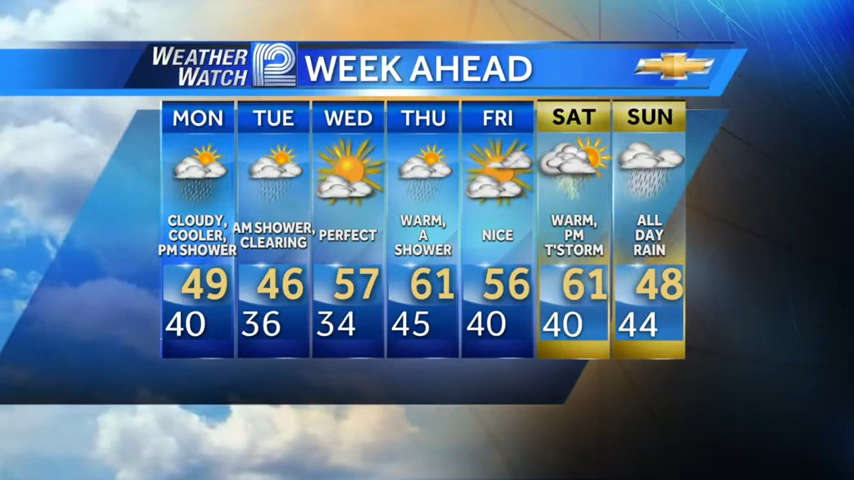 WEATHER WATCH 12 WEEK AHEAD
MON TUE WED THU FRI SAT SUN
CLOUDY, COOLER, PM SHOWER
AM SHOWER, CLEARING
PERFECT
WARM, A SHOWER
NICE
WARM, PM T'STORM
ALL DAY RAIN
49 46 57 61 56 61 48
40 36 34 45 40 40 44